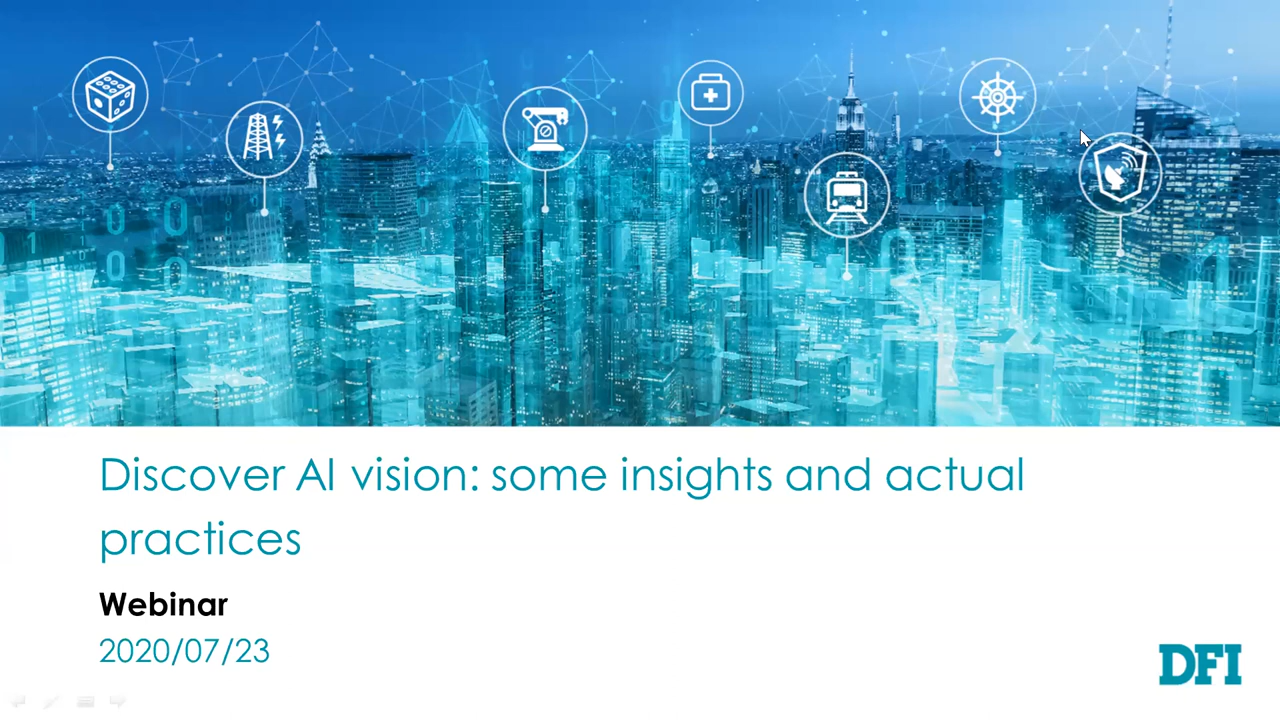 Discover AI vision: some insights and actual
practices
Webinar
2020/07/23
DFI